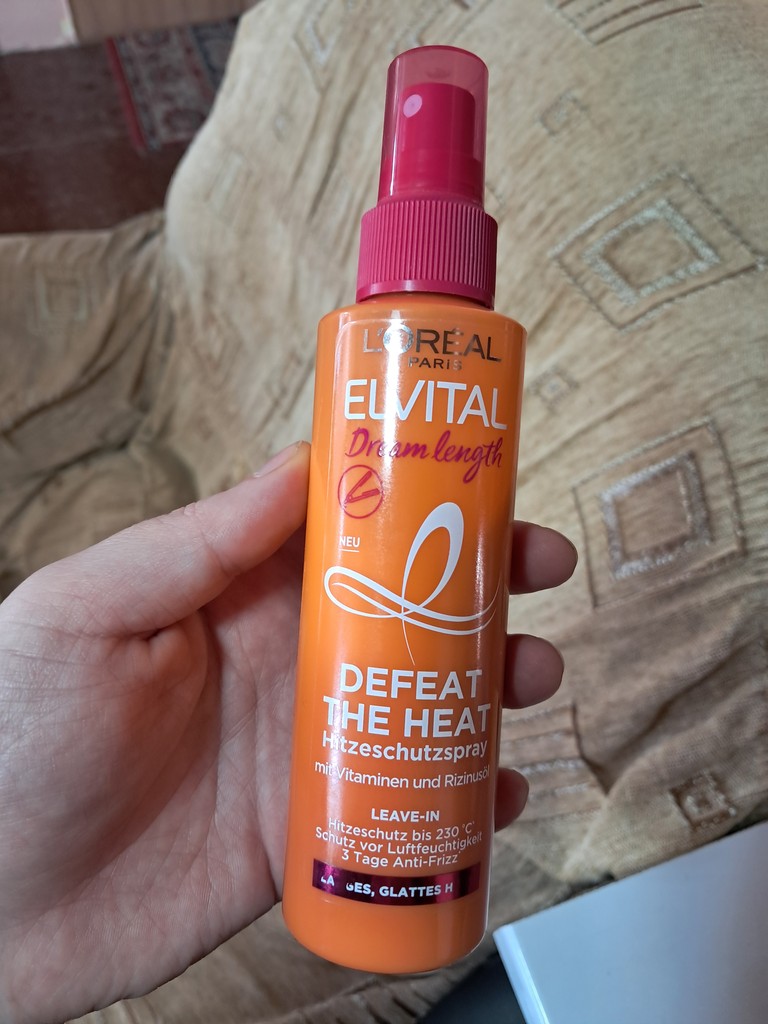 L'ORÉAL
PARIS
ELVITAL
Dream length
NEU
DEFEAT
THE HEAT
Hitzeschutzspray
mit Vitaminen und Rizinusöl
LEAVE-IN
Hitzeschutz bis 230 °C
Schutz vor Luftfeuchtigkeit
3 Tage Anti-Frizz
GLATTES